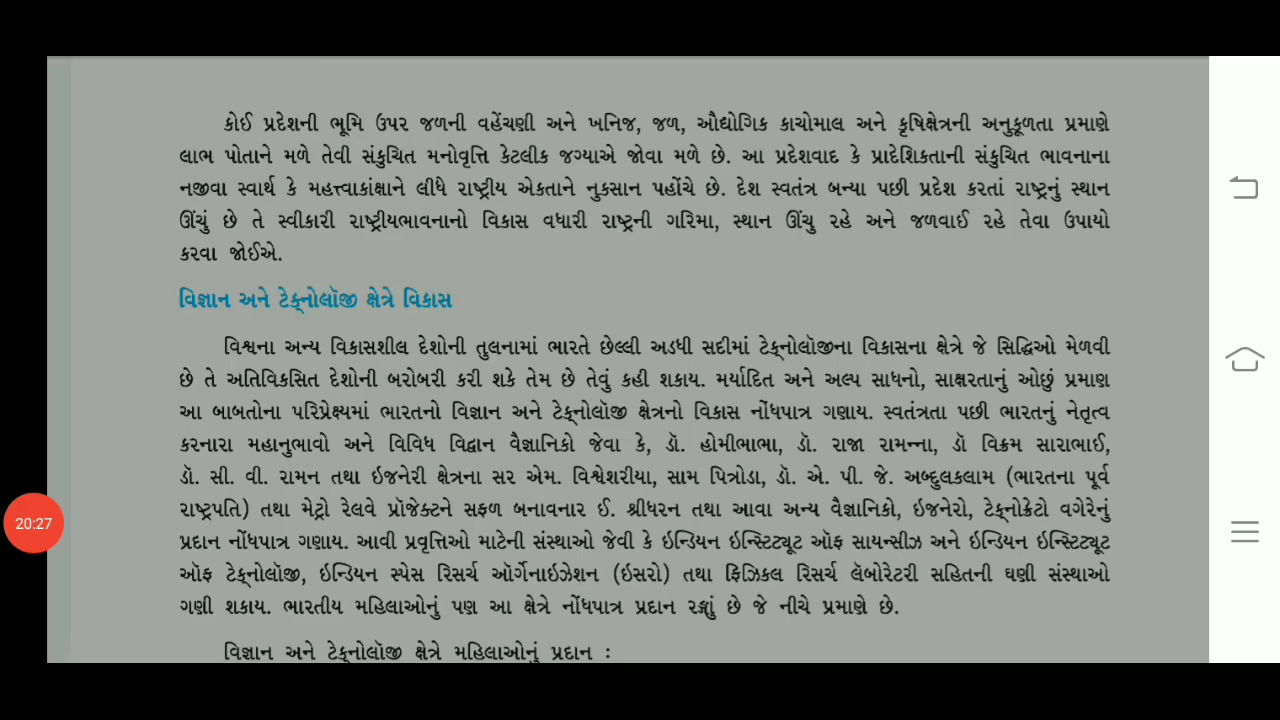 કોઈ પ્રદેશની ભૂમિ ઉપર જળની વહેંચણી અને ખનિજ, જળ, ઔદ્યોગિક કાચોમાલ અને કૃષિક્ષેત્રની અનુકૂળતા પ્રમાણે
લાભ પોતાને મળે તેવી સંકુચિત મનોવૃત્તિ કેટલીક જગ્યાએ જોવા મળે છે. આ પ્રદેશવાદ કે પ્રાદેશિકતાની સંકુચિત ભાવનાના
નજીવા સ્વાર્થ કે મહત્ત્વાકાંક્ષાને લીધે રાષ્ટ્રીય એકતાને નુકસાન પહોંચે છે. દેશ સ્વતંત્ર બન્યા પછી પ્રદેશ કરતાં રાષ્ટ્રનું સ્થાન
ઊંચું છે તે સ્વીકારી રાષ્ટ્રીયભાવનાનો વિકાસ વધારી રાષ્ટ્રની ગરિમા, સ્થાન ઊંચુ રહે અને જળવાઈ રહે તેવા ઉપાયો
કરવા જોઈએ.
વિજ્ઞાન અને ટેક્નોલૉજી ક્ષેત્રે વિકાસ
વિશ્વના અન્ય વિકાસશીલ દેશોની તુલનામાં ભારતે છેલ્લી અડધી સદીમાં ટેક્નોલૉજીના વિકાસના ક્ષેત્રે જે સિદ્ધિઓ મેળવી
છે તે અતિવિકસિત દેશોની બરોબરી કરી શકે તેમ છે તેવું કહી શકાય. મર્યાદિત અને અલ્પ સાધનો, સાક્ષરતાનું ઓછું પ્રમાણ
આ બાબતોના પરિપ્રેક્ષ્યમાં ભારતનો વિજ્ઞાન અને ટેક્નોલૉજી ક્ષેત્રનો વિકાસ નોંધપાત્ર ગણાય. સ્વતંત્રતા પછી ભારતનું નેતૃત્વ
કરનારા મહાનુભાવો અને વિવિધ વિદ્વાન વૈજ્ઞાનિકો જેવા કે, ડૉ. હોમીભાભા, ડૉ. રાજા રામન્ના, ડૉ વિક્રમ સારાભાઈ,
ડૉ. સી. વી. રામન તથા ઇજનેરી ક્ષેત્રના સર એમ. વિશ્વેશરીયા, સામ પિત્રોડા, ડૉ. એ. પી. જે. અબ્દુલકલામ (ભારતના પૂર્વ
રાષ્ટ્રપતિ) તથા મેટ્રો રેલવે પ્રૉજેક્ટને સફળ બનાવનાર ઈ. શ્રીધરન તથા આવા અન્ય વૈજ્ઞાનિકો, ઇજનેરો, ટેક્નોક્રેટો વગેરેનું
પ્રદાન નોંધપાત્ર ગણાય. આવી પ્રવૃત્તિઓ માટેની સંસ્થાઓ જેવી કે ઇન્ડિયન ઇન્સ્ટિટ્યૂટ ઑફ સાયન્સીઝ અને ઇન્ડિયન ઇન્સ્ટિટ્યૂટ
ઑફ ટેક્નોલૉજી, ઇન્ડિયન સ્પેસ રિસર્ચ ઑર્ગેનાઇઝેશન (ઇસરો) તથા ફિઝિકલ રિસર્ચ લૅબોરેટરી સહિતની ઘણી સંસ્થાઓ
ગણી શકાય. ભારતીય મહિલાઓનું પણ આ ક્ષેત્રે નોંધપાત્ર પ્રદાન રહ્યું છે જે નીચે પ્રમાણે છે.
વિજ્ઞાન અને ટેક્નોલૉજી ક્ષેત્રે મહિલાઓનું પ્રદાન :
20:27